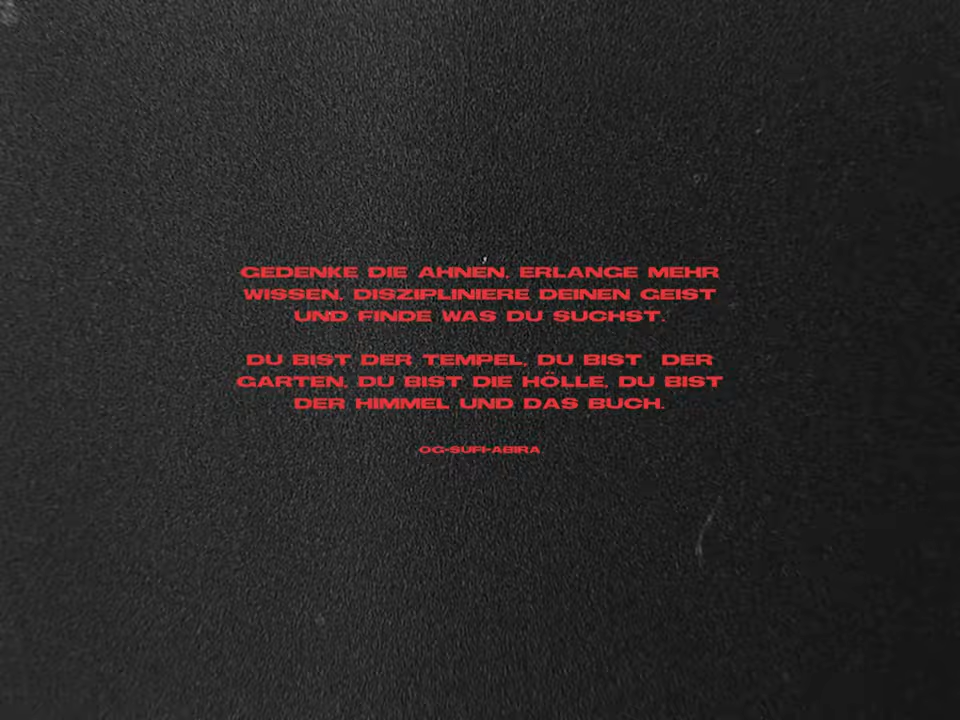 GEDENKE DIE AHNEN, ERLANGE MEHR
WISSEN, DISZIPLINIERE DEINEN GEIST
UND FINDE WAS DU SUCHST.
DU BIST DER TEMPEL, DU BIST DER
GARTEN, DU BIST DIE HÖLLE, DU BIST
DER HIMMEL UND DAS BUCH.
OG-SUFI-ABIRA